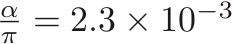 α/π = 2.3 × 10⁻³